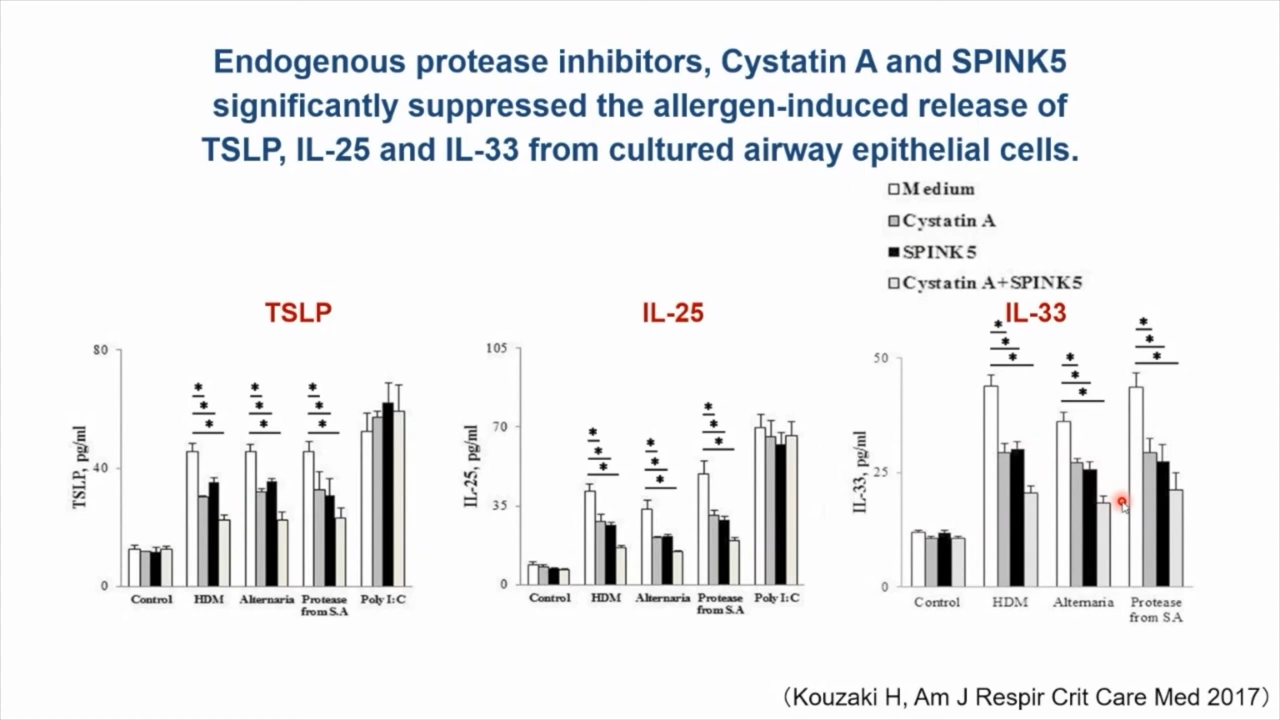 Endogenous protease inhibitors, Cystatin A and SPINK5
significantly suppressed the allergen-induced release of
TSLP, IL-25 and IL-33 from cultured airway epithelial cells.
Medium
Cystatin A
SPINK5
Cystatin A+SPINK5
TSLP
80
40
0
TSLP, pg/ml
* * *
* * *
* * *
Control HDM Alternaria Protease from S.A Poly I:C
IL-25
105
70
35
0
IL-25, pg/ml
* * *
* * *
* * *
Control HDM Alternaria Protease from S.A Poly I:C
IL-33
50
25
0
IL-33, pg/ml
* * *
* * *
* * *
Control HDM Alternaria Protease from S.A
(Kouzaki H, Am J Respir Crit Care Med 2017)